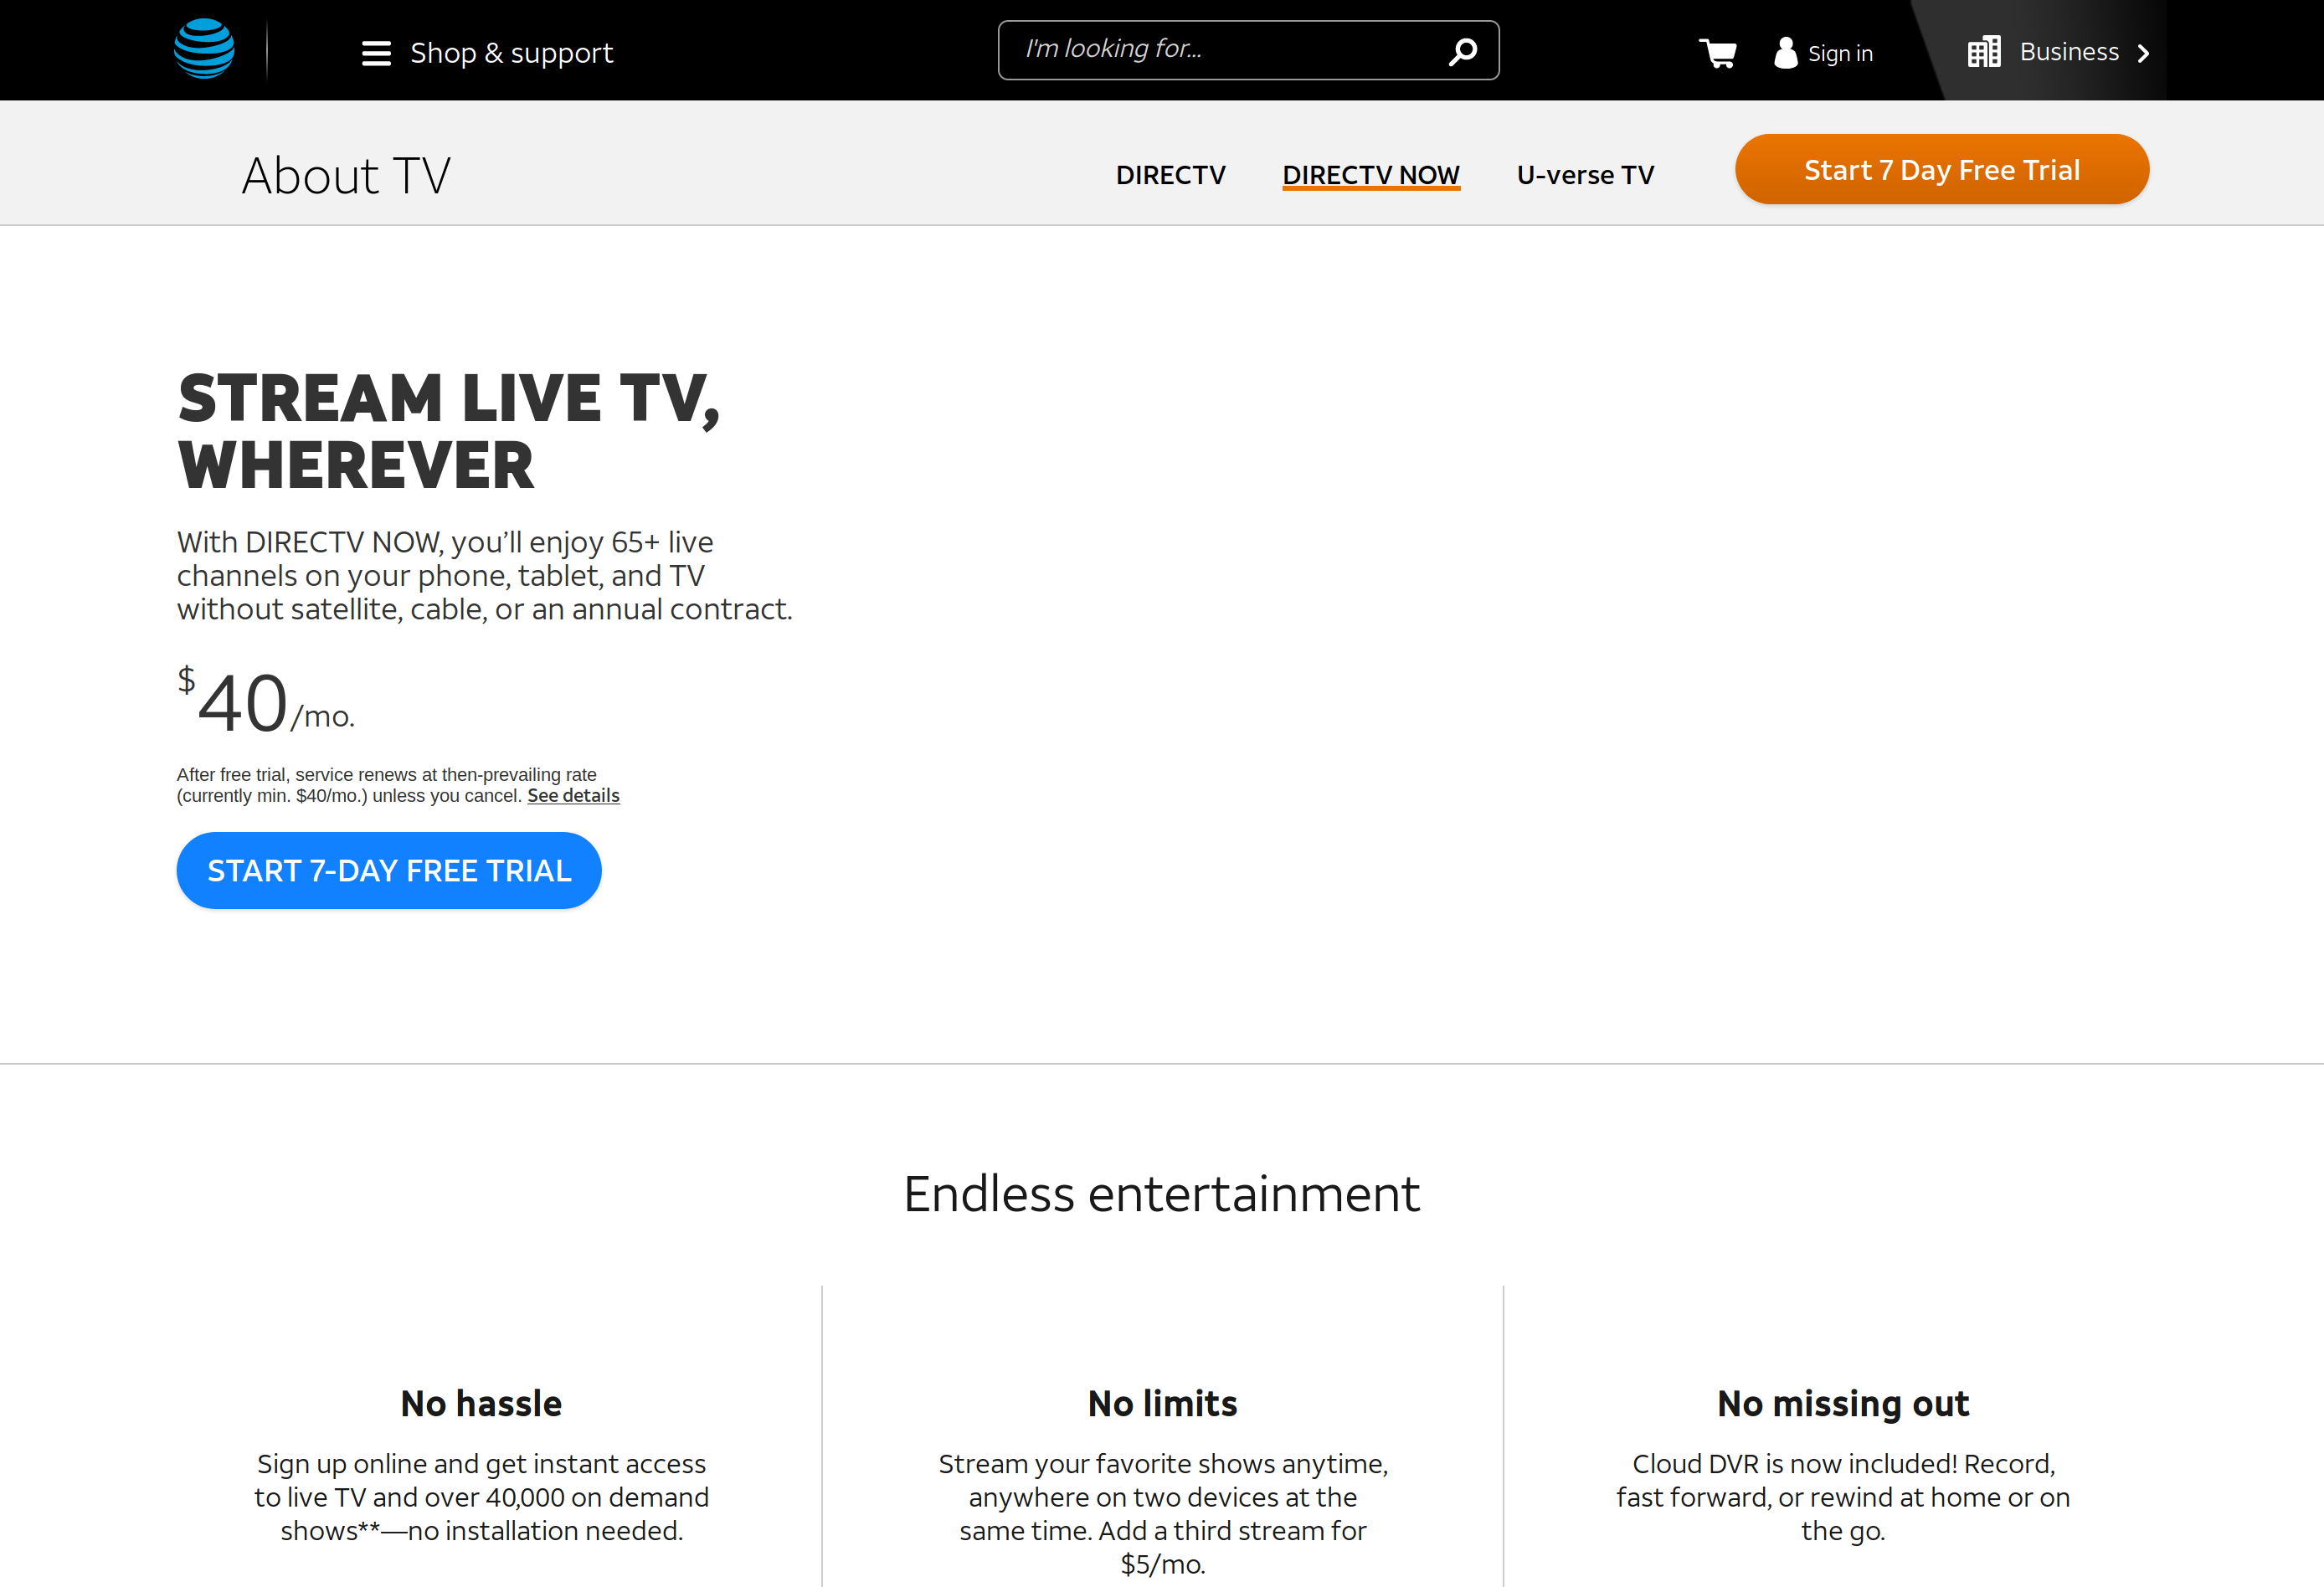 Shop & support
I'm looking for...
Sign in
Business
About TV
DIRECTV
DIRECTV NOW
U-verse TV
Start 7 Day Free Trial
STREAM LIVE TV,
WHEREVER
With DIRECTV NOW, you’ll enjoy 65+ live
channels on your phone, tablet, and TV
without satellite, cable, or an annual contract.
$40/mo.
After free trial, service renews at then-prevailing rate
(currently min. $40/mo.) unless you cancel. See details
START 7-DAY FREE TRIAL
Endless entertainment
No hassle
Sign up online and get instant access
to live TV and over 40,000 on demand
shows**—no installation needed.
No limits
Stream your favorite shows anytime,
anywhere on two devices at the
same time. Add a third stream for
$5/mo.
No missing out
Cloud DVR is now included! Record,
fast forward, or rewind at home or on
the go.